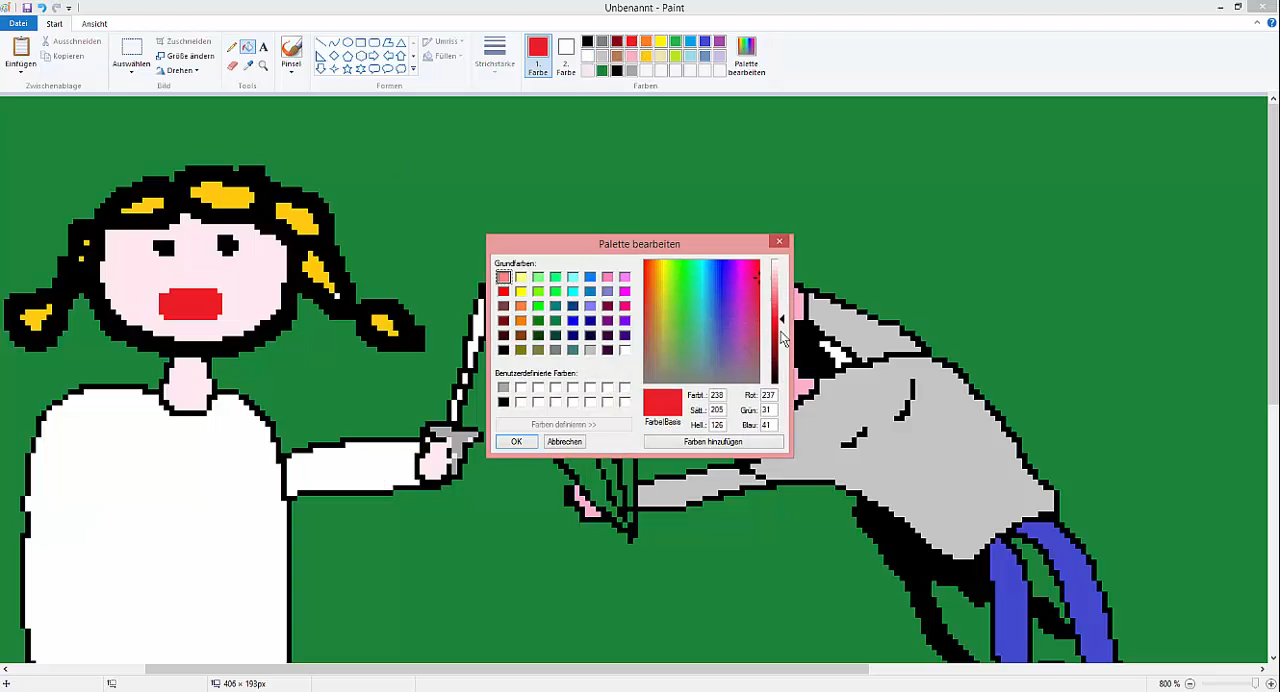 Unbenannt - Paint
Datei Start Ansicht
Einfügen
Ausschneiden
Kopieren
Zwischenablage
Auswählen
Zuschneiden
Größe ändern
Drehen
Bild
A
Tools
Pinsel
Formen
Umriss
Füllen
Strichstärke
1.
Farbe
2.
Farbe
Palette
bearbeiten
Farben
Palette bearbeiten
Grundfarben:
Benutzerdefinierte Farben:
Farben definieren >>
OK Abbrechen
Farbe|Basis
Farbt.: 238 Rot: 237
Sätt.: 205 Grün: 31
Hell.: 126 Blau: 41
Farben hinzufügen
406 × 193px
800 %